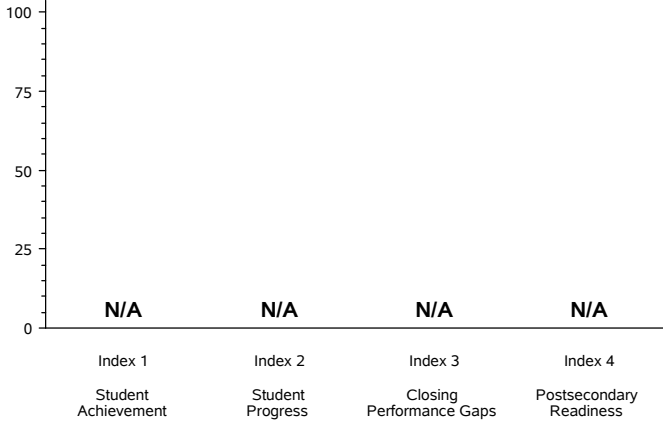 100
75
50
25
0
N/A N/A N/A N/A
Index 1 Index 2 Index 3 Index 4
Student Student Closing Postsecondary
Achievement Progress Performance Gaps Readiness